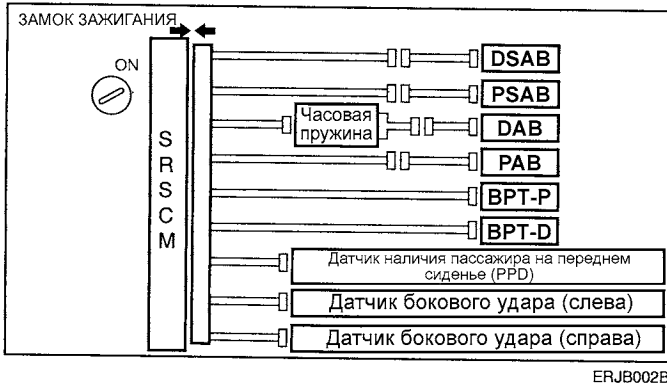 ЗАМОК ЗАЖИГАНИЯ
ON
SRSCM
DSAB
PSAB
Часовая
пружина
DAB
PAB
BPT-P
BPT-D
Датчик наличия пассажира на переднем
сиденье (PPD)
Датчик бокового удара (слева)
Датчик бокового удара (справа)
ERJB002B